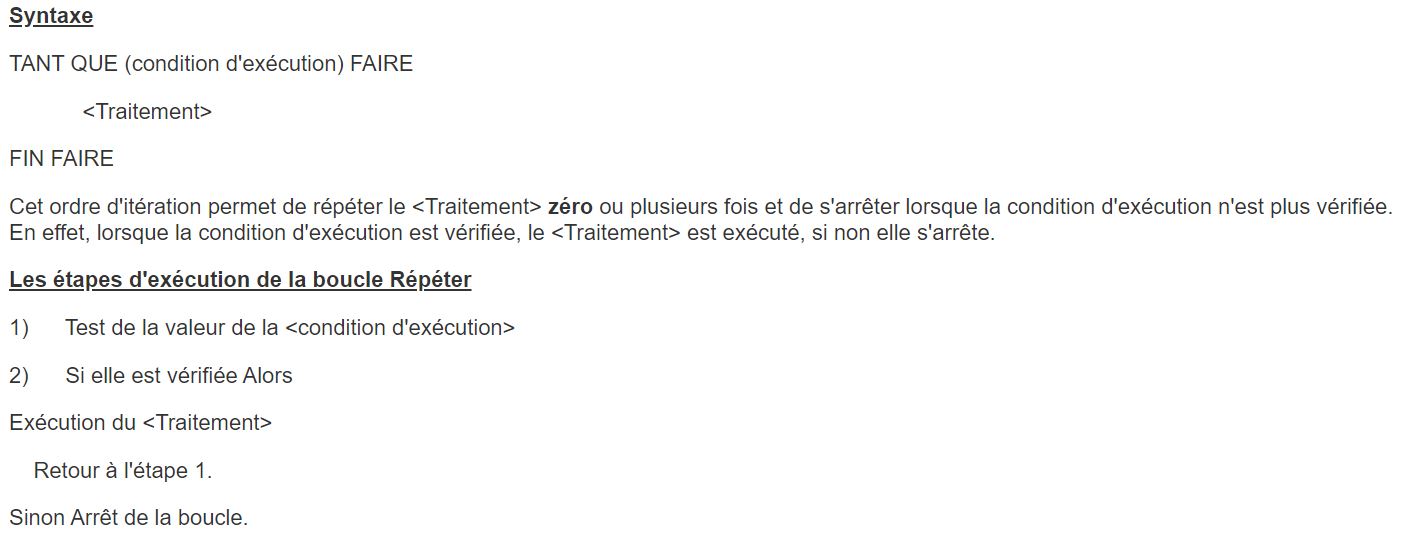 Syntaxe
TANT QUE (condition d'exécution) FAIRE
<Traitement>
FIN FAIRE
Cet ordre d'itération permet de répéter le <Traitement> zéro ou plusieurs fois et de s'arrêter lorsque la condition d'exécution n'est plus vérifiée.
En effet, lorsque la condition d'exécution est vérifiée, le <Traitement> est exécuté, si non elle s'arrête.
Les étapes d'exécution de la boucle Répéter
1) Test de la valeur de la <condition d'exécution>
2) Si elle est vérifiée Alors
Exécution du <Traitement>
Retour à l'étape 1.
Sinon Arrêt de la boucle.